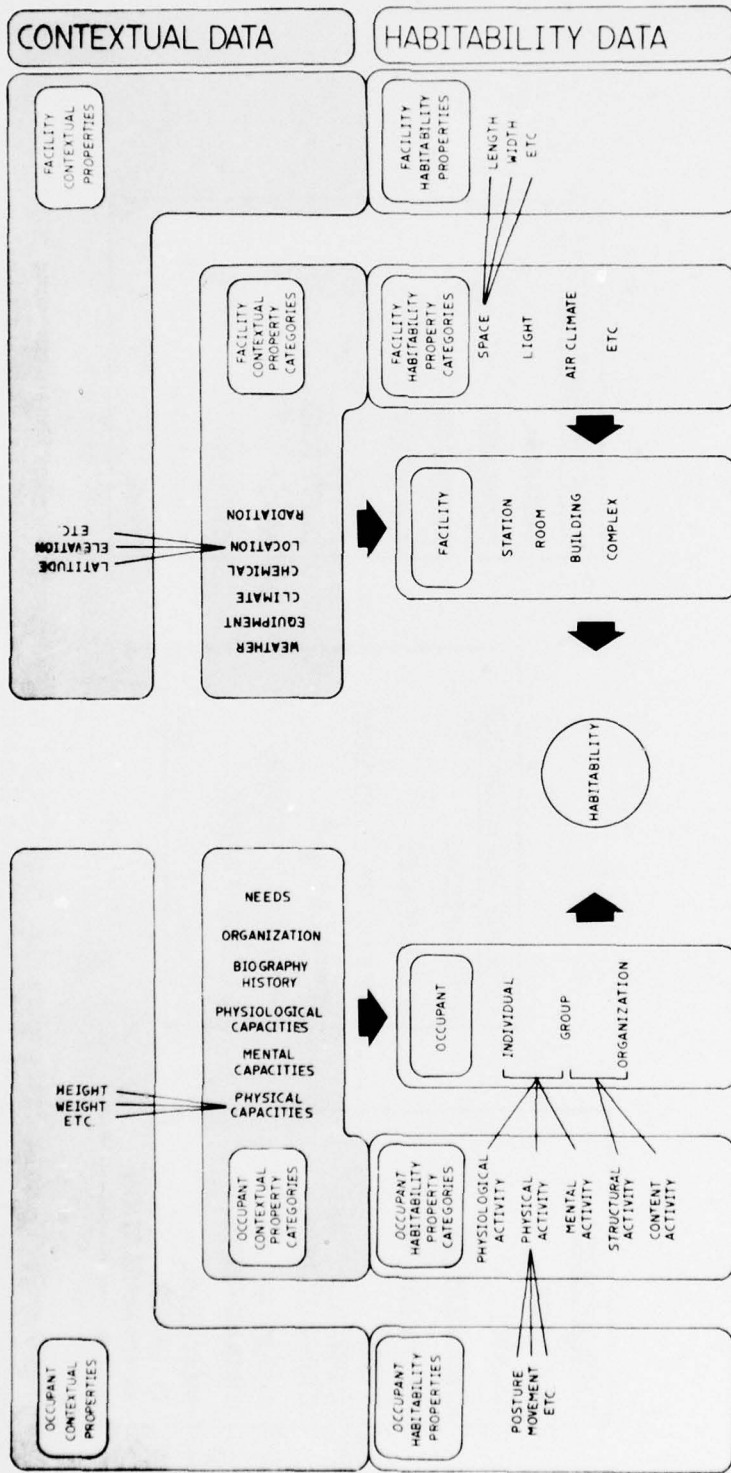 CONTEXTUAL DATA
HABITABILITY DATA
OCCUPANT
CONTEXTUAL
PROPERTIES
HEIGHT
WEIGHT
ETC.
OCCUPANT
CONTEXTUAL
PROPERTY
CATEGORIES
PHYSICAL
CAPACITIES
MENTAL
CAPACITIES
PHYSIOLOGICAL
CAPACITIES
BIOGRAPHY
HISTORY
ORGANIZATION
NEEDS
FACILITY
CONTEXTUAL
PROPERTIES
LATITUDE
ELEVATION
ETC.
FACILITY
CONTEXTUAL
PROPERTY
CATEGORIES
WEATHER
EQUIPMENT
CLIMATE
CHEMICAL
LOCATION
RADIATION
OCCUPANT
HABITABILITY
PROPERTIES
POSTURE
MOVEMENT
ETC.
OCCUPANT
HABITABILITY
PROPERTY
CATEGORIES
PHYSIOLOGICAL
ACTIVITY
PHYSICAL
ACTIVITY
MENTAL
ACTIVITY
STRUCTURAL
ACTIVITY
CONTENT
ACTIVITY
OCCUPANT
INDIVIDUAL
GROUP
ORGANIZATION
HABITABILITY
FACILITY
STATION
ROOM
BUILDING
COMPLEX
FACILITY
HABITABILITY
PROPERTY
CATEGORIES
SPACE
LIGHT
AIR CLIMATE
ETC
FACILITY
HABITABILITY
PROPERTIES
LENGTH
WIDTH
ETC